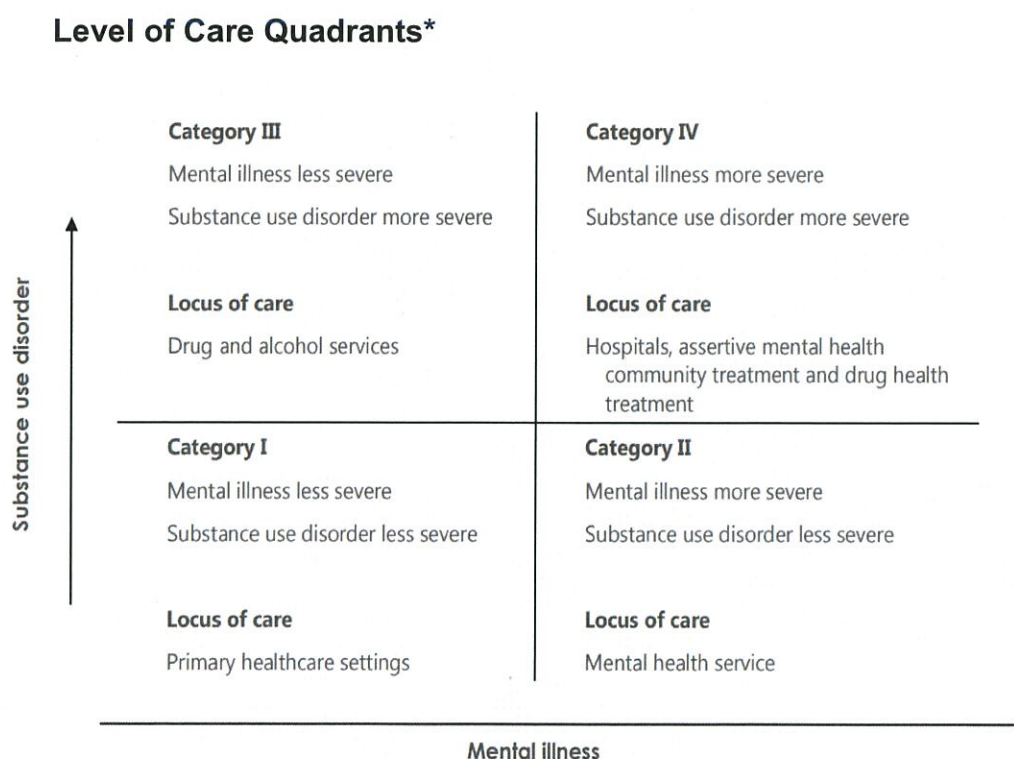 Level of Care Quadrants*
Category III
Mental illness less severe
Substance use disorder more severe
Locus of care
Drug and alcohol services
Category IV
Mental illness more severe
Substance use disorder more severe
Locus of care
Hospitals, assertive mental health
community treatment and drug health
treatment
Substance use disorder
Category I
Mental illness less severe
Substance use disorder less severe
Locus of care
Primary healthcare settings
Category II
Mental illness more severe
Substance use disorder less severe
Locus of care
Mental health service
Mental illness